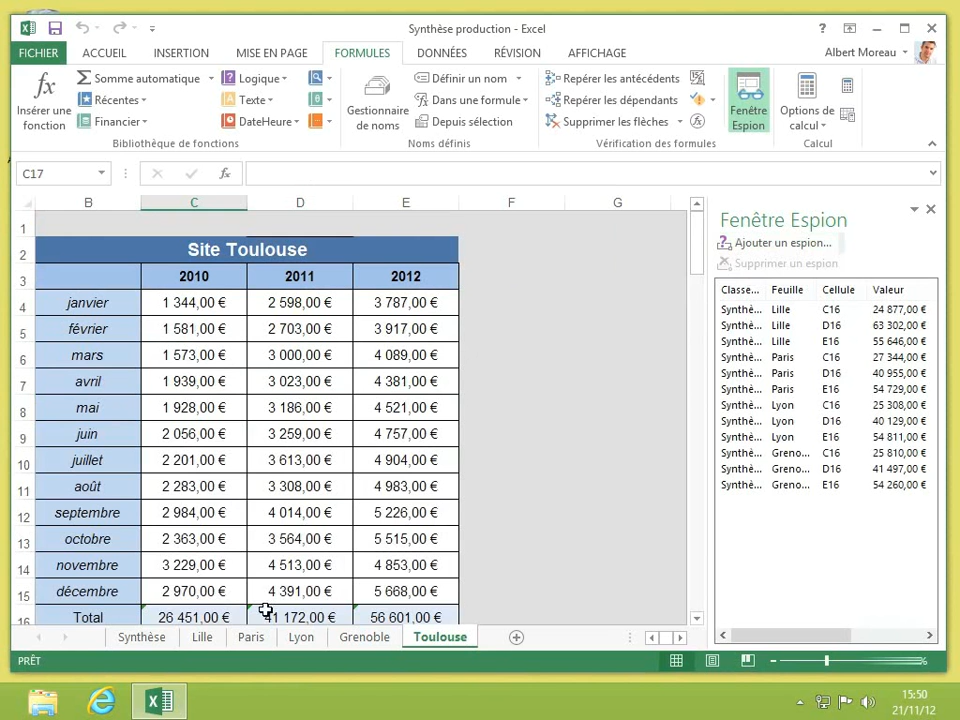 Synthèse production - Excel
?
FICHIER ACCUEIL INSERTION MISE EN PAGE FORMULES DONNÉES RÉVISION AFFICHAGE Albert Moreau
Insérer une fonction
Somme automatique
Récentes
Financier
Logique
Texte
DateHeure
Bibliothèque de fonctions
Gestionnaire de noms
Définir un nom
Dans une formule
Depuis sélection
Noms définis
Repérer les antécédents
Repérer les dépendants
Supprimer les flèches
Fenêtre Espion
Vérification des formules
Options de calcul
Calcul
C17
B C D E F G
1
2 Site Toulouse
3 2010 2011 2012
4 janvier 1 344,00 € 2 598,00 € 3 787,00 €
5 février 1 581,00 € 2 703,00 € 3 917,00 €
6 mars 1 573,00 € 3 000,00 € 4 089,00 €
7 avril 1 939,00 € 3 023,00 € 4 381,00 €
8 mai 1 928,00 € 3 186,00 € 4 521,00 €
9 juin 2 056,00 € 3 259,00 € 4 757,00 €
10 juillet 2 201,00 € 3 613,00 € 4 904,00 €
11 août 2 283,00 € 3 308,00 € 4 983,00 €
12 septembre 2 984,00 € 4 014,00 € 5 226,00 €
13 octobre 2 363,00 € 3 564,00 € 5 515,00 €
14 novembre 3 229,00 € 4 513,00 € 4 853,00 €
15 décembre 2 970,00 € 4 391,00 € 5 668,00 €
16 Total 26 451,00 € 41 172,00 € 56 601,00 €
Fenêtre Espion
Ajouter un espion...
Supprimer un espion
Classe... Feuille Cellule Valeur
Synthè... Lille C16 24 877,00 €
Synthè... Lille D16 63 302,00 €
Synthè... Lille E16 55 646,00 €
Synthè... Paris C16 27 344,00 €
Synthè... Paris D16 40 955,00 €
Synthè... Paris E16 54 729,00 €
Synthè... Lyon C16 25 308,00 €
Synthè... Lyon D16 40 129,00 €
Synthè... Lyon E16 54 811,00 €
Synthè... Greno... C16 25 810,00 €
Synthè... Greno... D16 41 497,00 €
Synthè... Greno... E16 54 260,00 €
Synthèse Lille Paris Lyon Grenoble Toulouse
PRÊT
15:50
21/11/12